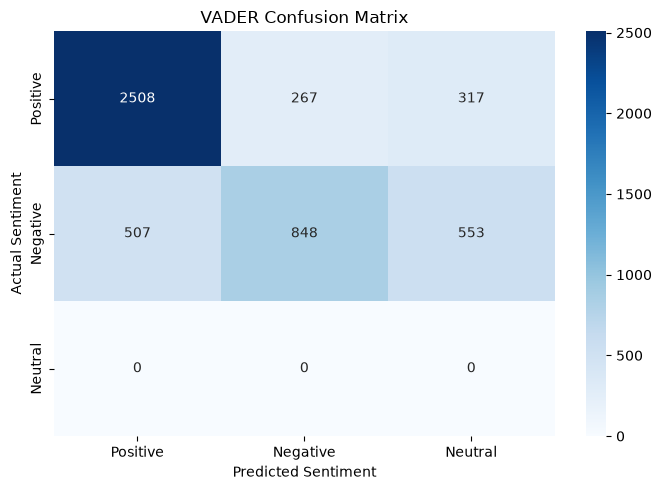 VADER Confusion Matrix
Actual Sentiment
Positive
2508 267 317
Negative
507 848 553
Neutral
0 0 0
Positive Negative Neutral
Predicted Sentiment
2500
2000
1500
1000
500
0